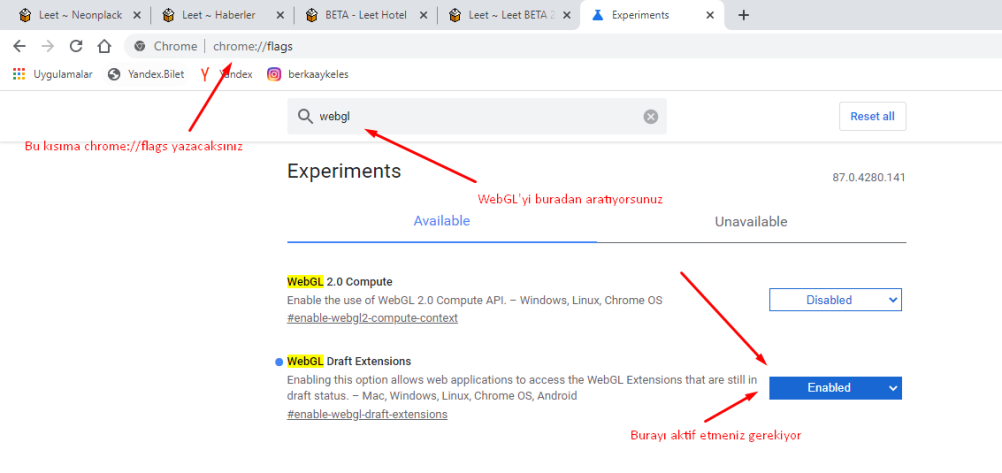 Leet ~ Neonplack
Leet ~ Haberler
BETA - Leet Hotel
Leet ~ Leet BETA 2
Experiments
Chrome | chrome://flags
Uygulamalar
Yandex.Bilet
Yandex
berkaaykeles
webgl
Reset all
Bu kısıma chrome://flags yazacaksınız
Experiments
87.0.4280.141
WebGL'yi buradan aratıyorsunuz
Available
Unavailable
WebGL 2.0 Compute
Enable the use of WebGL 2.0 Compute API. – Windows, Linux, Chrome OS
#enable-webgl2-compute-context
Disabled
WebGL Draft Extensions
Enabling this option allows web applications to access the WebGL Extensions that are still in
draft status. – Mac, Windows, Linux, Chrome OS, Android
#enable-webgl-draft-extensions
Enabled
Burayı aktif etmeniz gerekiyor